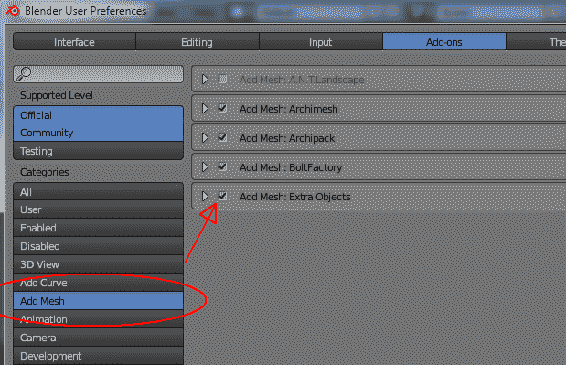 Blender User Preferences
Interface
Editing
Input
Add-ons
The
Supported Level
Official
Community
Testing
Categories
All
User
Enabled
Disabled
3D View
Add Curve
Add Mesh
Animation
Camera
Development
Add Mesh: A.N.T.Landscape
Add Mesh: Archimesh
Add Mesh: Archipack
Add Mesh: BoltFactory
Add Mesh: Extra Objects